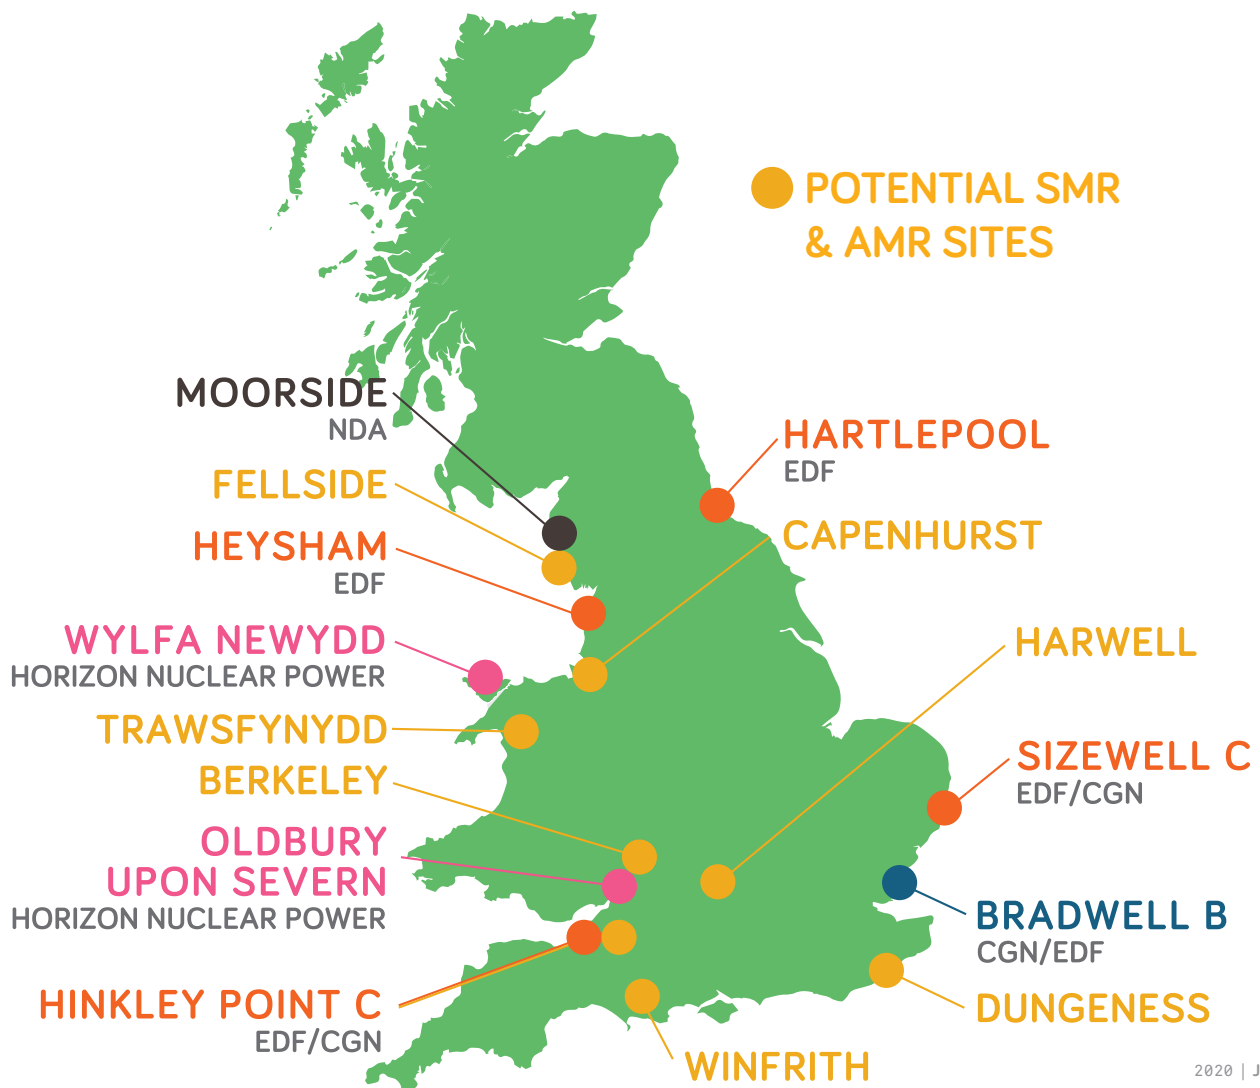 POTENTIAL SMR
& AMR SITES
MOORSIDE
NDA
FELLSIDE
HEYSHAM
EDF
WYLFA NEWYDD
HORIZON NUCLEAR POWER
TRAWSFYNYDD
BERKELEY
OLDBURY
UPON SEVERN
HORIZON NUCLEAR POWER
HINKLEY POINT C
EDF/CGN
HARTLEPOOL
EDF
CAPENHURST
HARWELL
SIZEWELL C
EDF/CGN
BRADWELL B
CGN/EDF
DUNGENESS
WINFRITH
2020 |